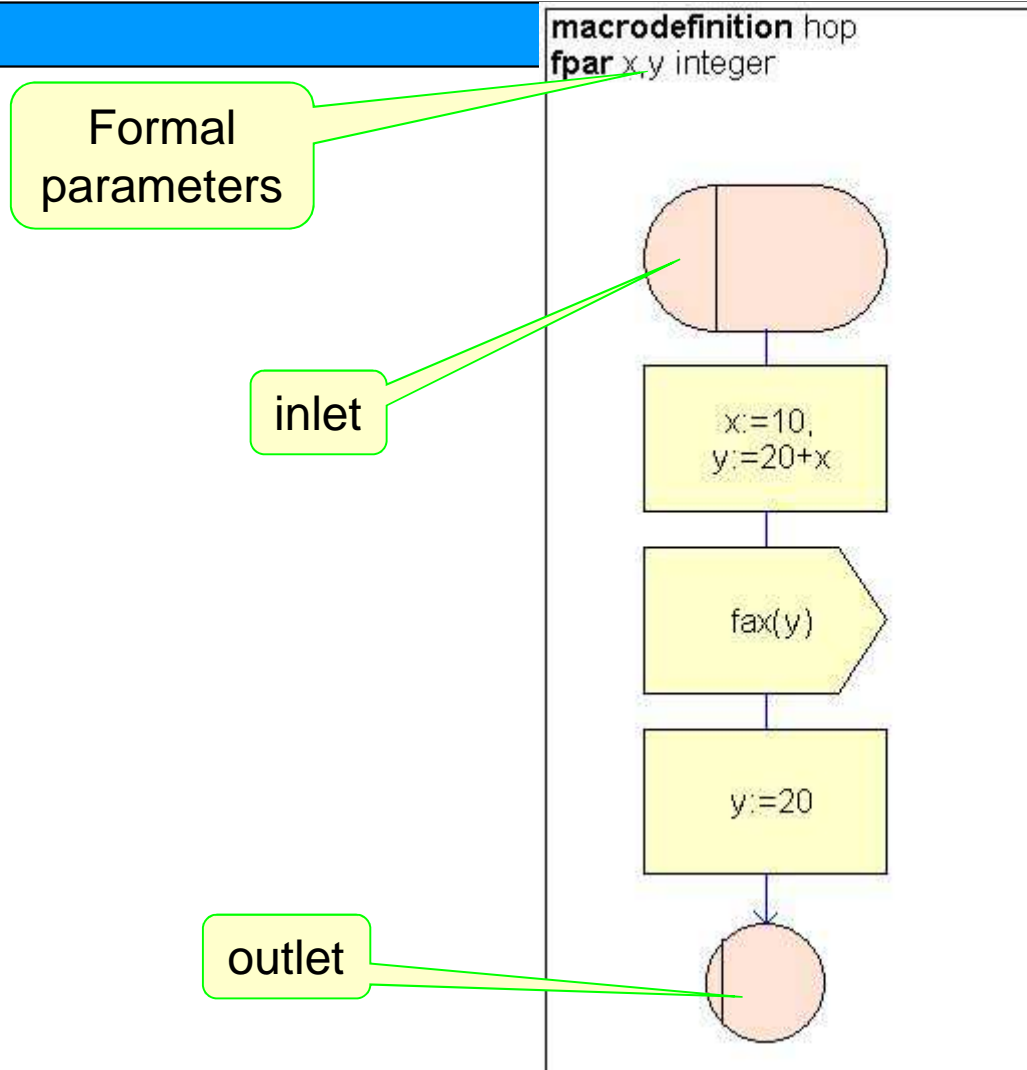 macrodefinition hop
fpar x,y integer
Formal
parameters
inlet
x:=10,
y:=20+x
fax(y)
y:=20
outlet